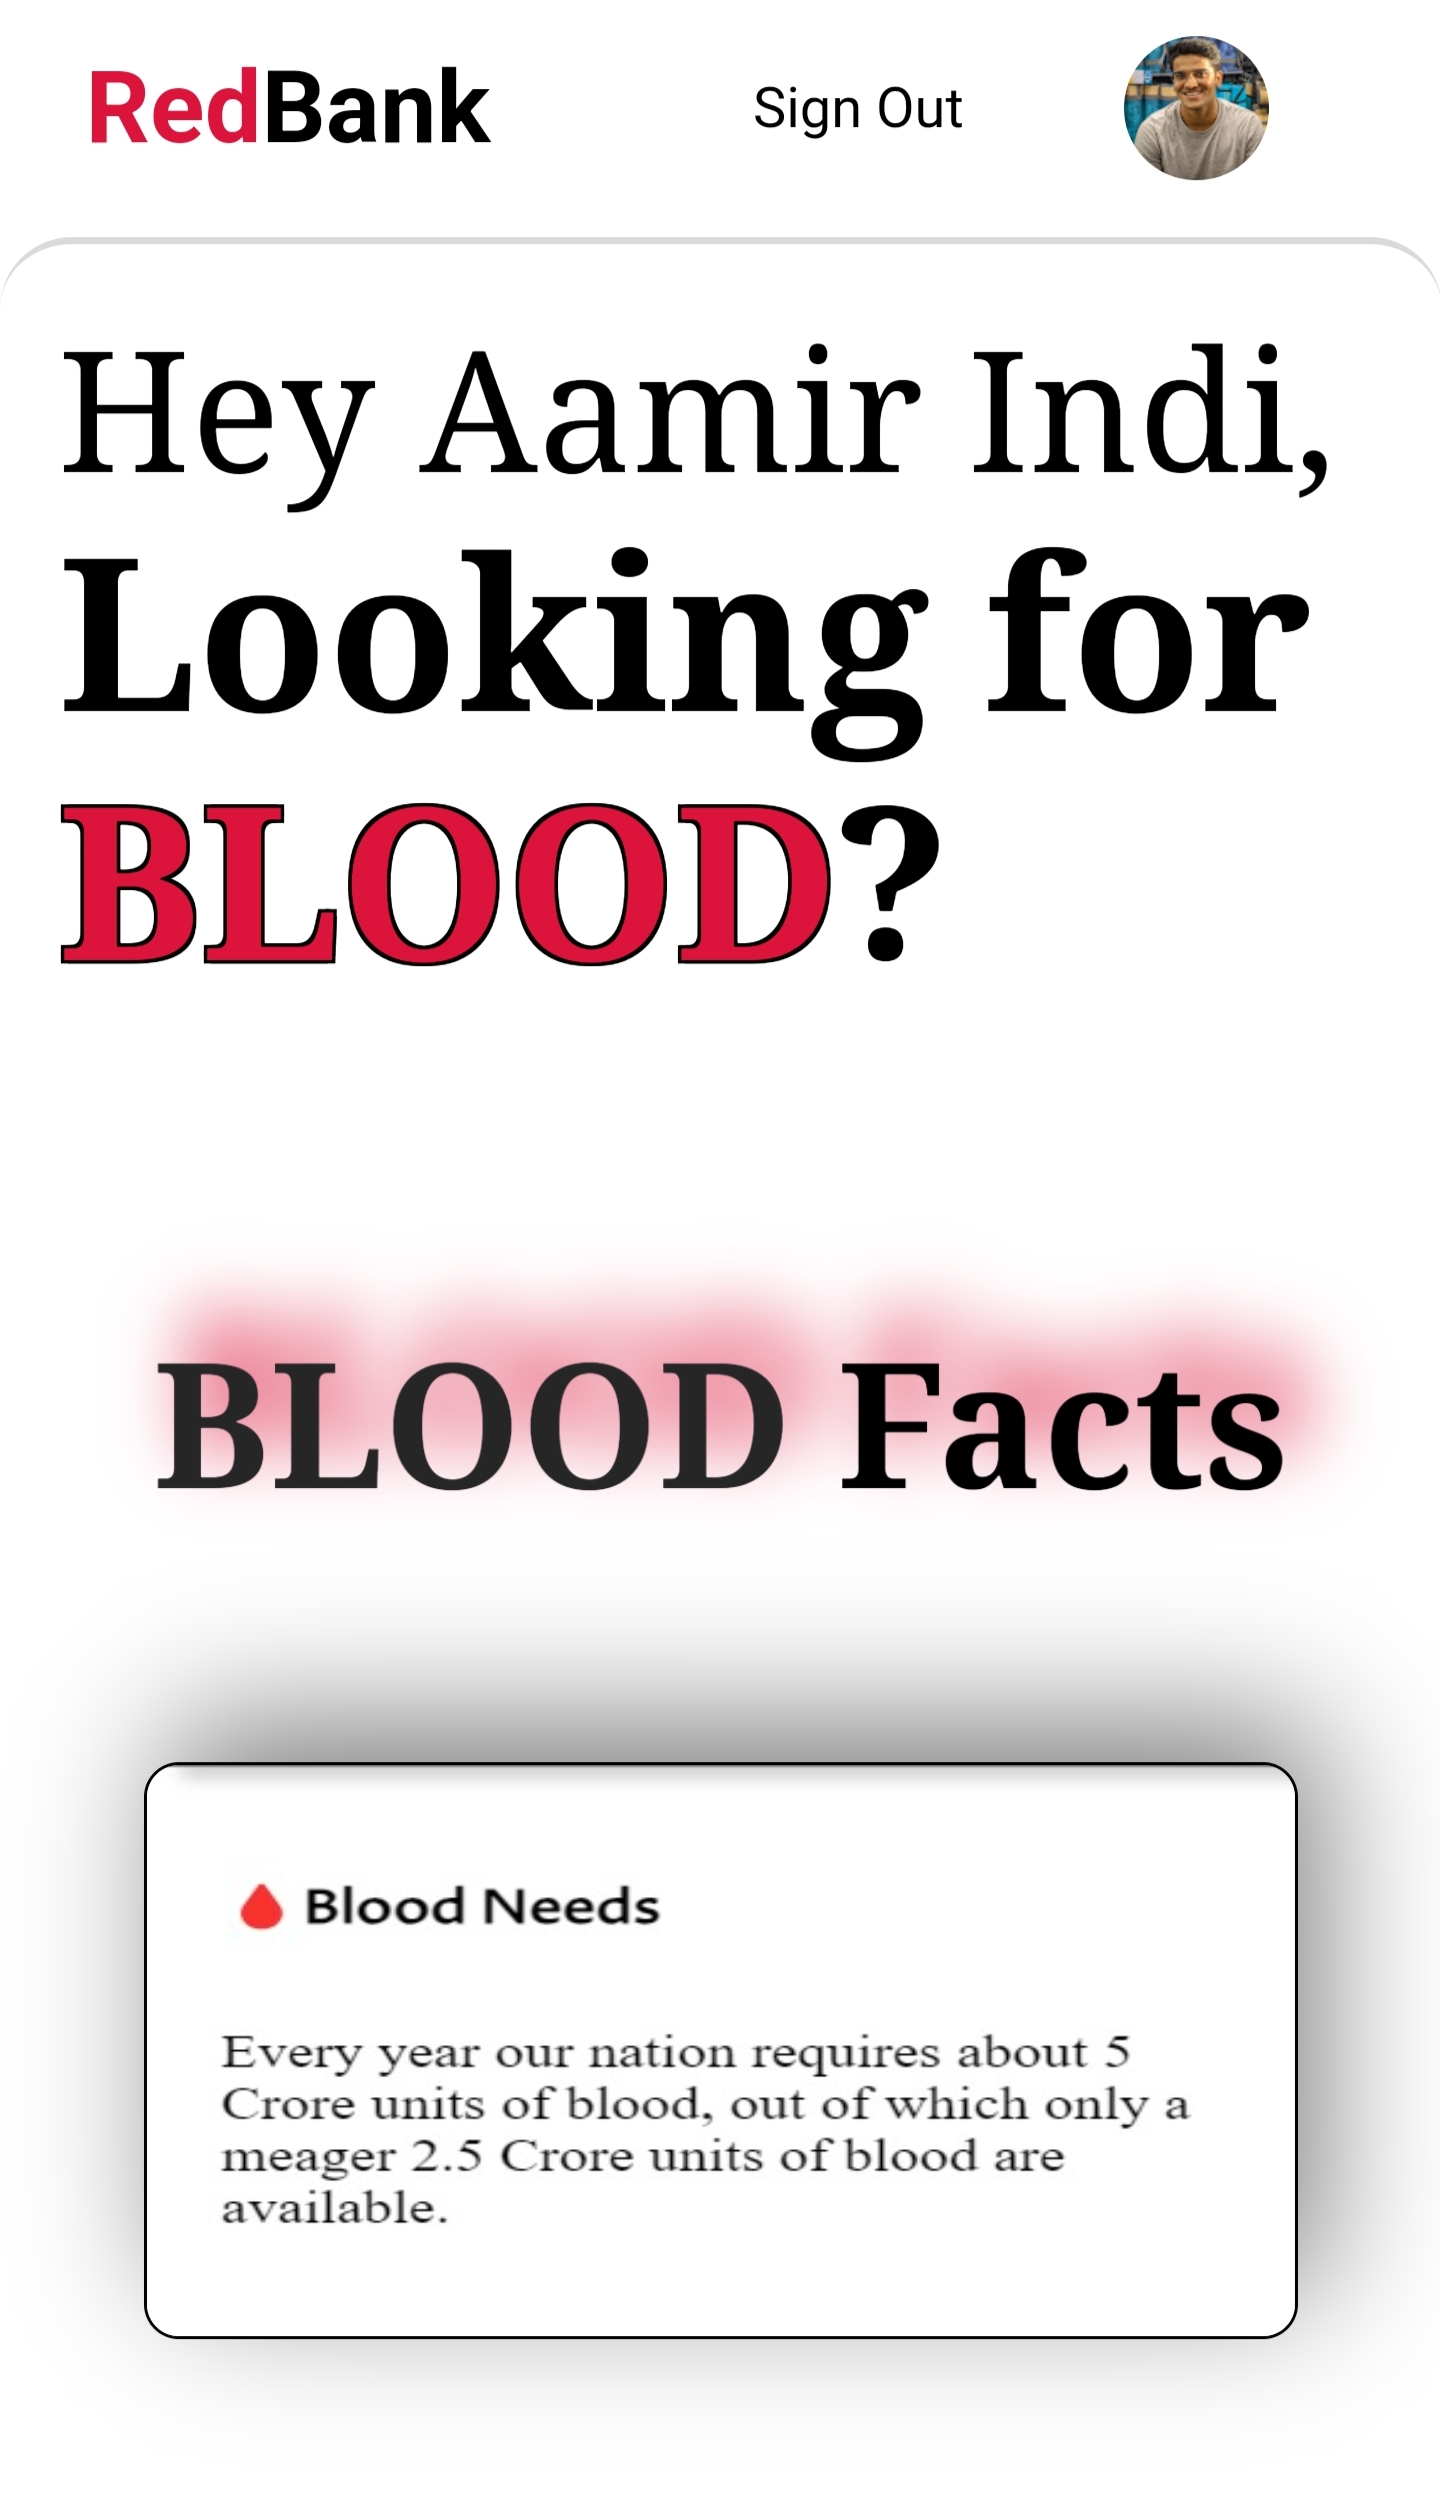 RedBank
Sign Out
Hey Aamir Indi,
Looking for
BLOOD?
BLOOD Facts
Blood Needs
Every year our nation requires about 5
Crore units of blood, out of which only a
meager 2.5 Crore units of blood are
available.